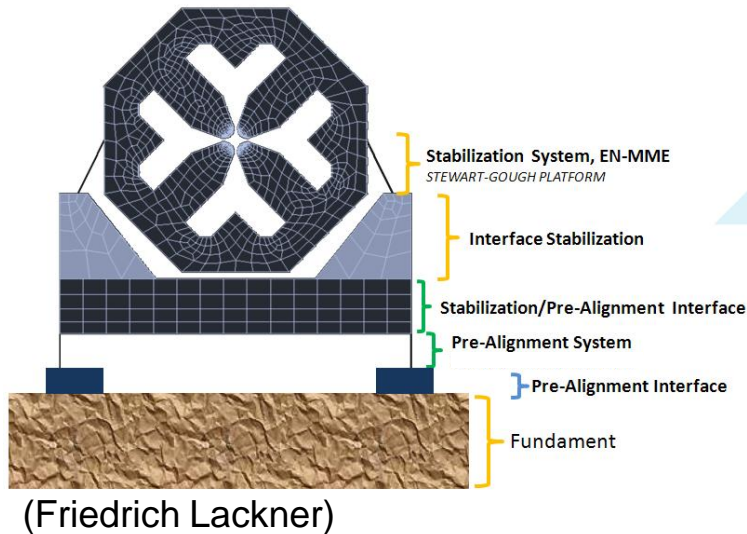 Stabilization System, EN-MME
STEWART-GOUGH PLATFORM
Interface Stabilization
Stabilization/Pre-Alignment Interface
Pre-Alignment System
Pre-Alignment Interface
Fundament
(Friedrich Lackner)